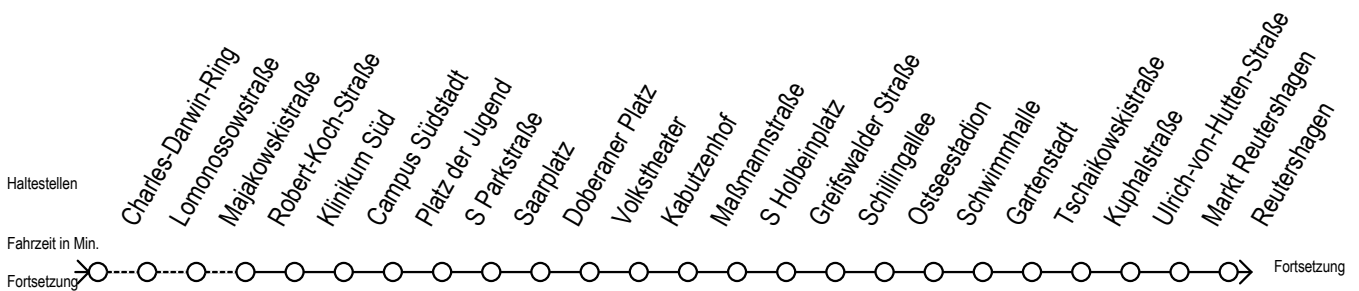 Haltestellen
Charles-Darwin-Ring
Lomonossowstraße
Majakowskistraße
Robert-Koch-Straße
Klinikum Süd
Campus Südstadt
Platz der Jugend
S Parkstraße
Saarplatz
Doberaner Platz
Volkstheater
Kabutzenhof
Maßmannstraße
S Holbeinplatz
Greifswalder Straße
Schillingallee
Ostseestadion
Schwimmhalle
Gartenstadt
Tschaikowskistraße
Kuphalstraße
Ulrich-von-Hutten-Straße
Markt Reutershagen
Reutershagen
Fahrzeit in Min.
Fortsetzung
Fortsetzung